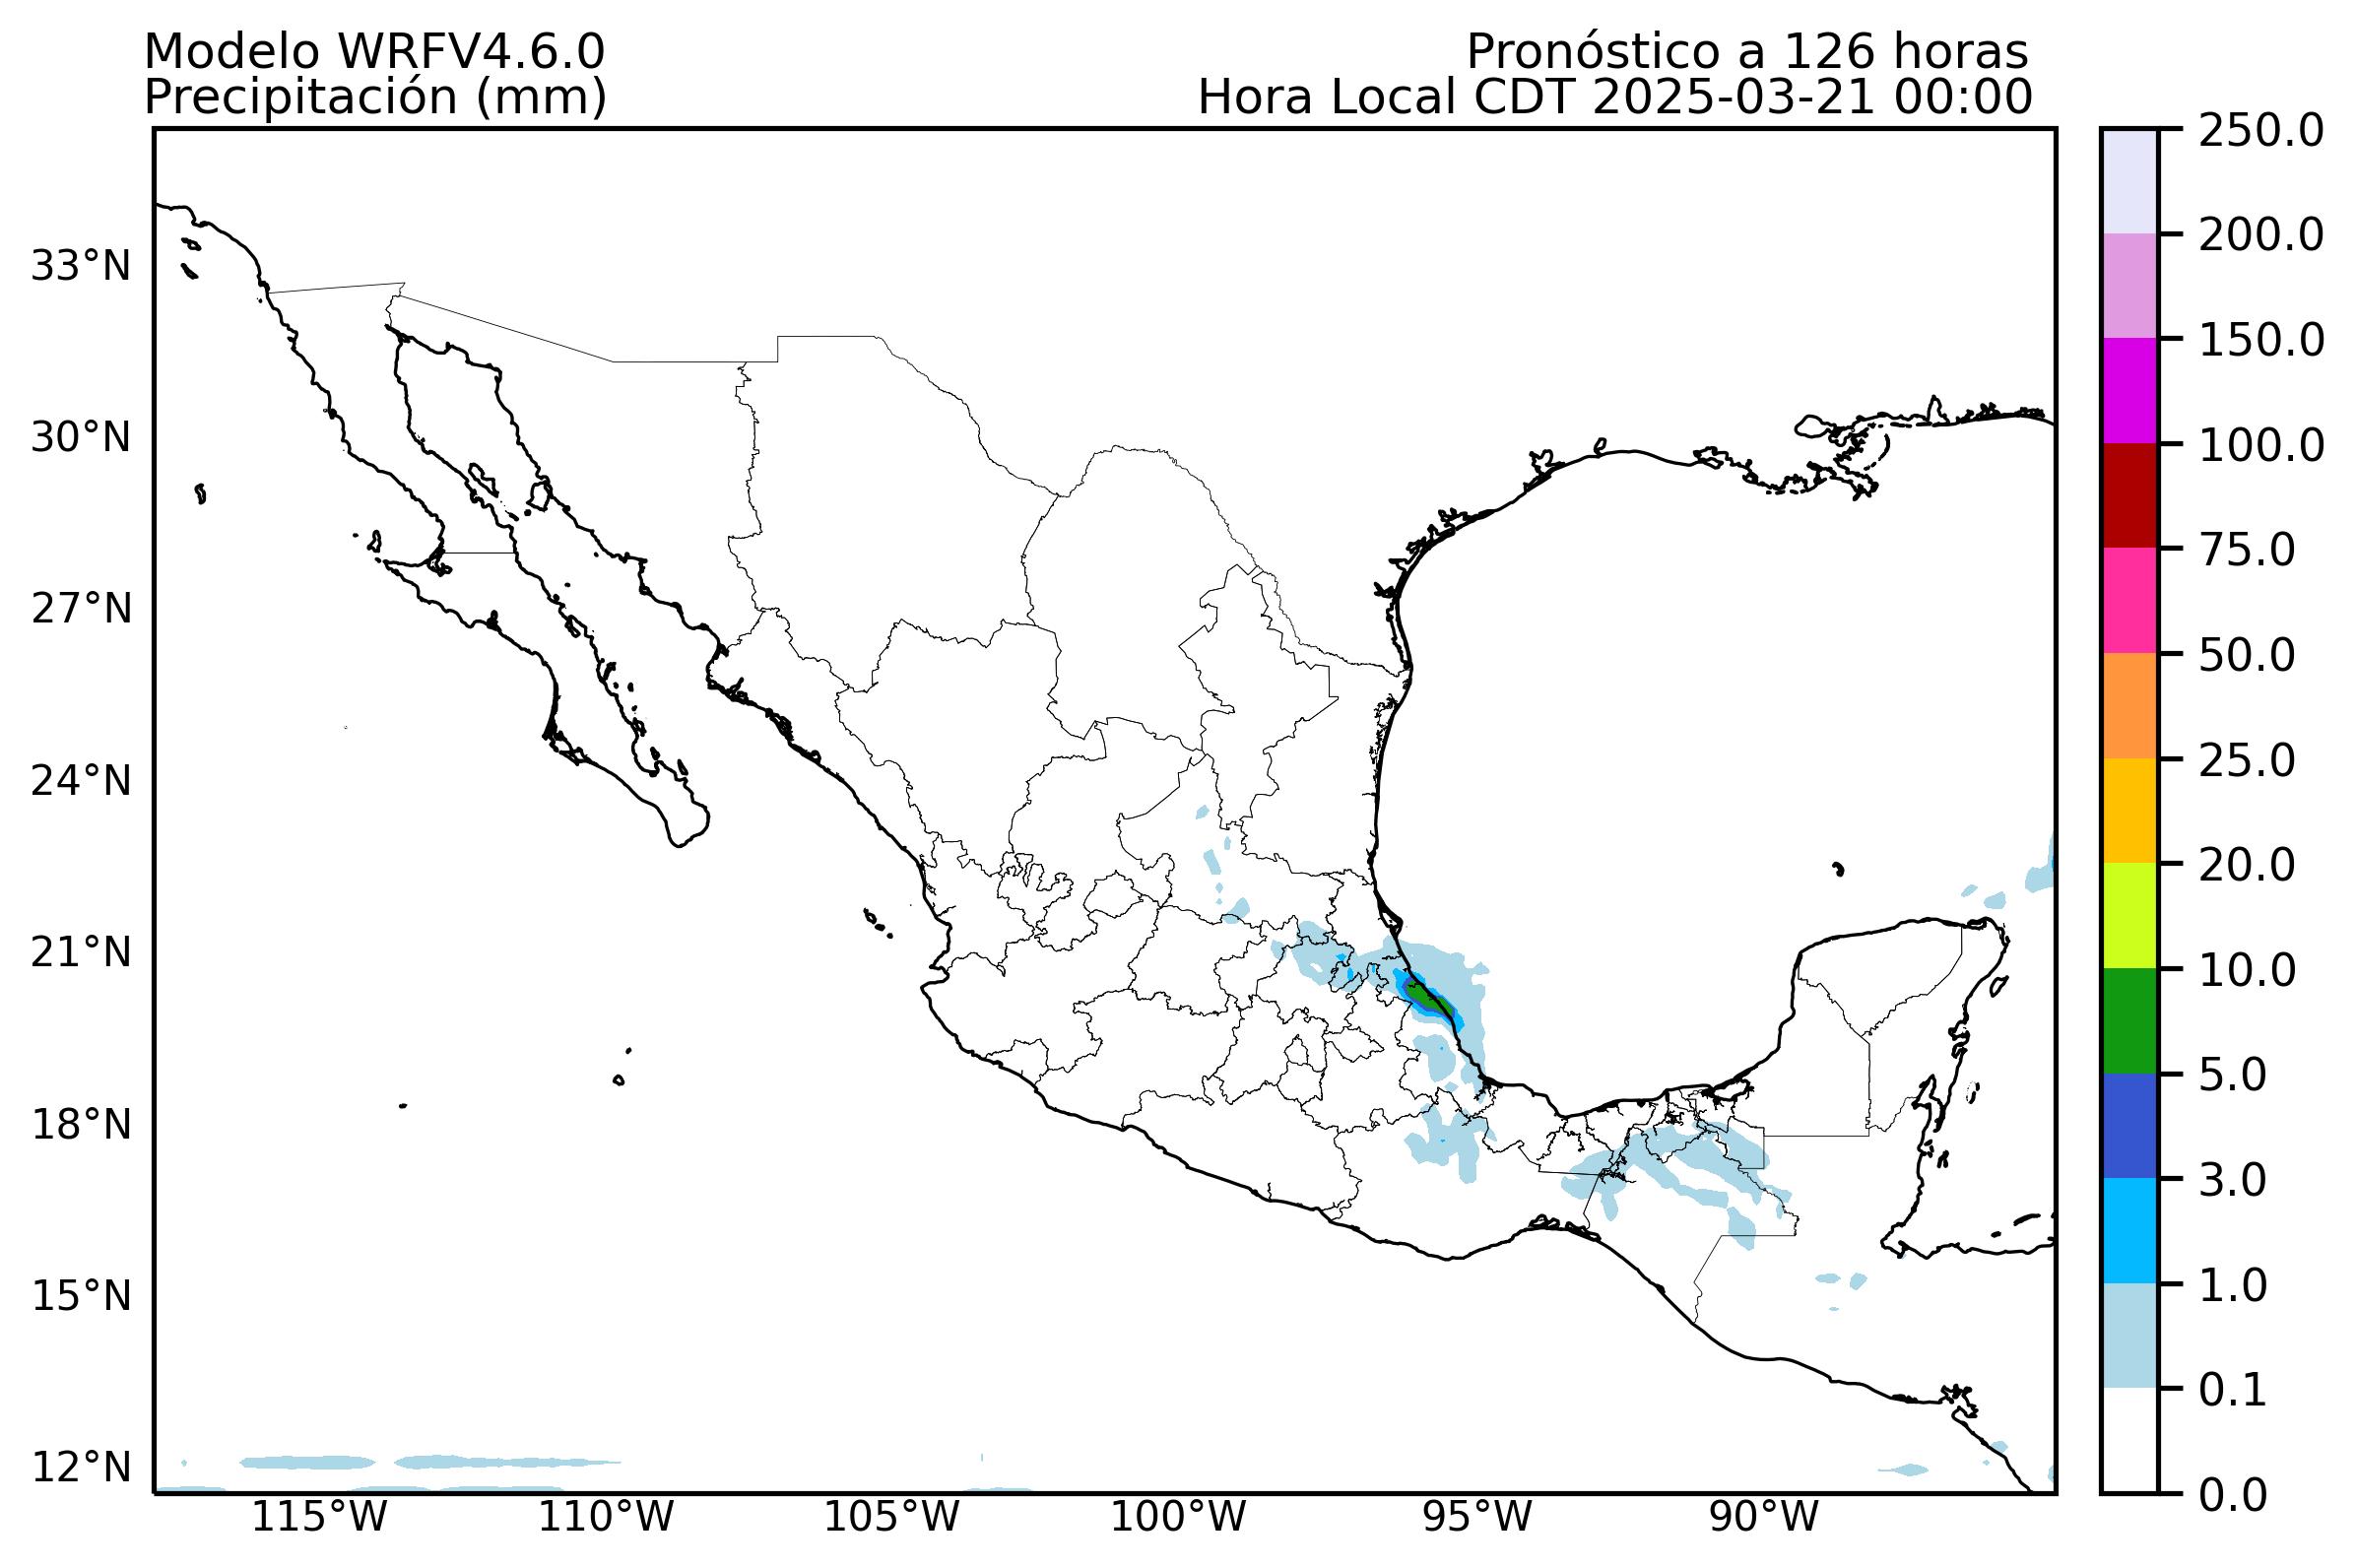 Modelo WRFV4.6.0
Precipitación (mm)
Pronóstico a 126 horas
Hora Local CDT 2025-03-21 00:00
33°N
30°N
27°N
24°N
21°N
18°N
15°N
12°N
115°W
110°W
105°W
100°W
95°W
90°W
250.0
200.0
150.0
100.0
75.0
50.0
25.0
20.0
10.0
5.0
3.0
1.0
0.1
0.0